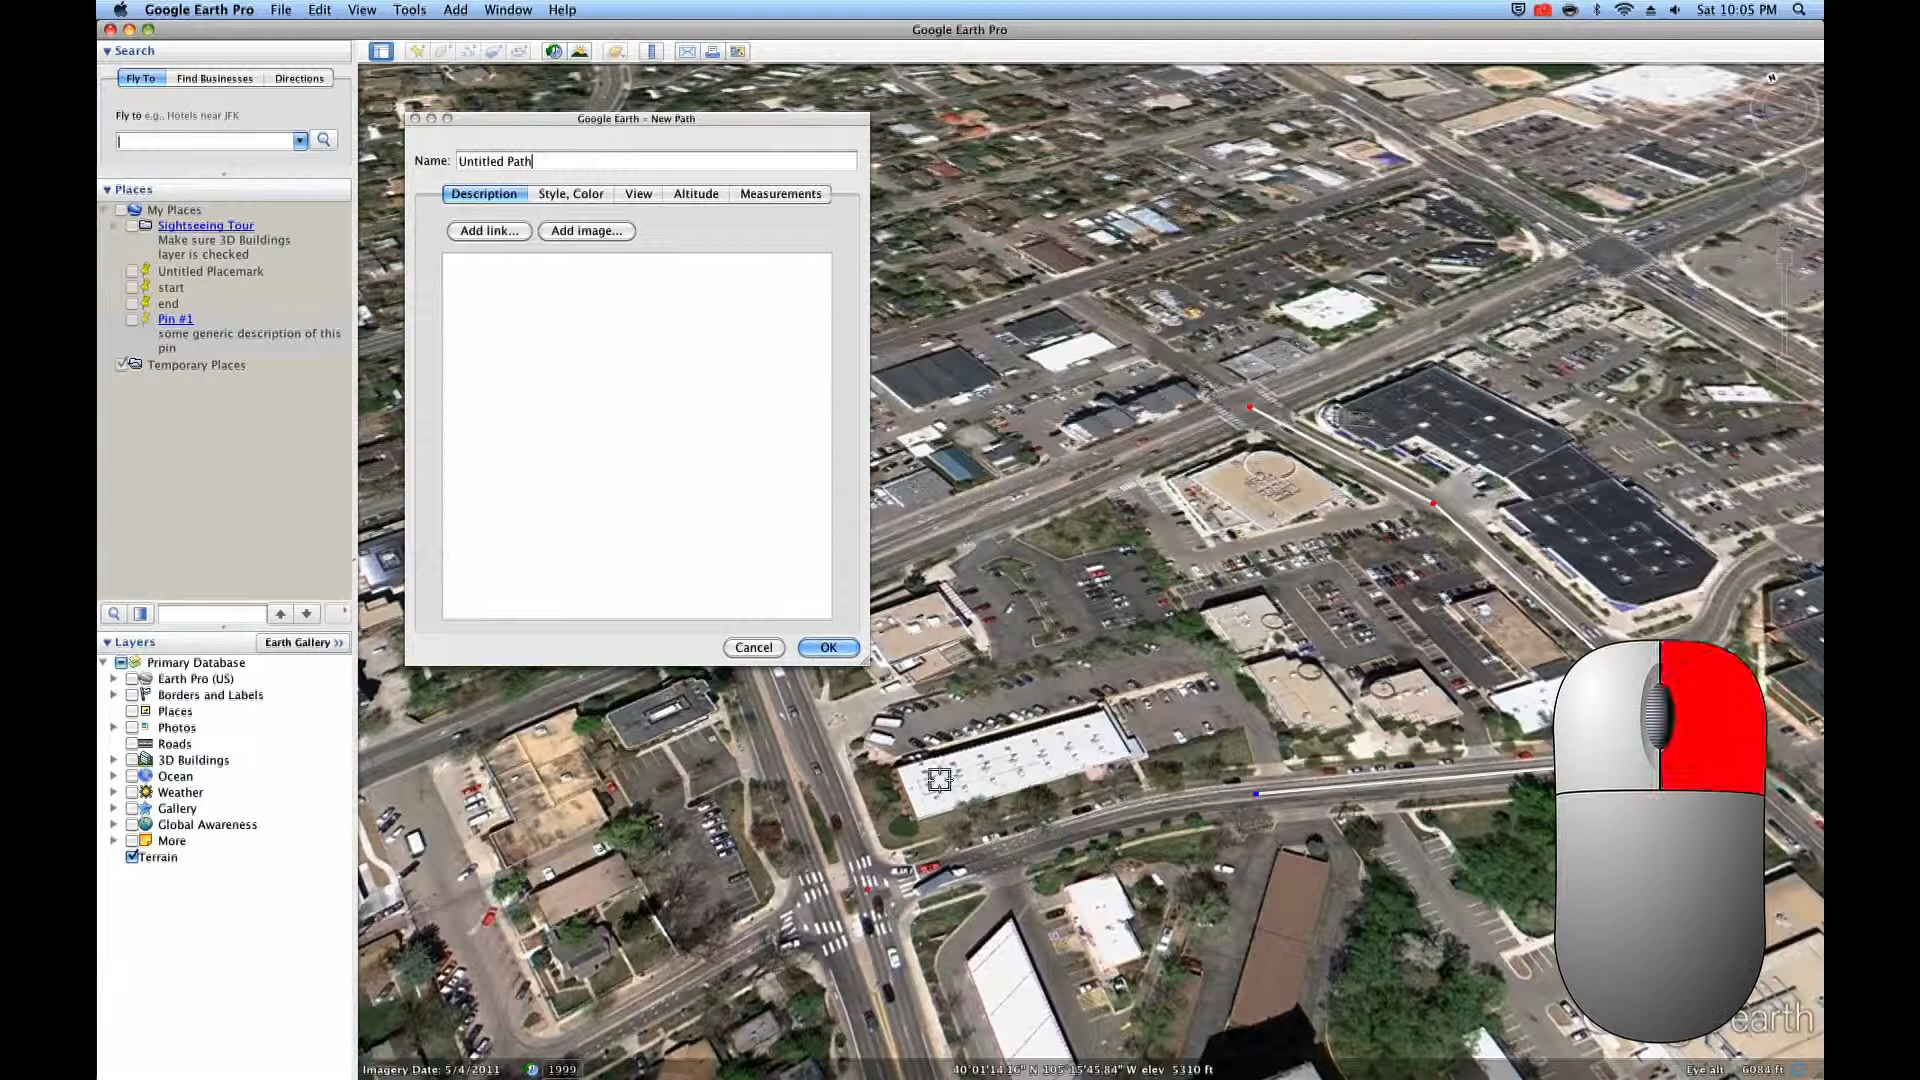 Google Earth Pro File Edit View Tools Add Window Help
Sat 10:05 PM
Google Earth Pro
Search
Fly To Find Businesses Directions
Fly to e.g., Hotels near JFK
Places
My Places
Sightseeing Tour
Make sure 3D Buildings
layer is checked
Untitled Placemark
start
end
Pin #1
some generic description of this
pin
Temporary Places
Layers Earth Gallery >>
Primary Database
Earth Pro (US)
Borders and Labels
Places
Photos
Roads
3D Buildings
Ocean
Weather
Gallery
Global Awareness
More
Terrain
Google Earth - New Path
Name: Untitled Path
Description Style, Color View Altitude Measurements
Add link... Add image...
Cancel OK
N
earth
Imagery Date: 5/4/2011 1999 40°01'14.16" N 105°15'45.84" W elev 5310 ft Eye alt 6084 ft